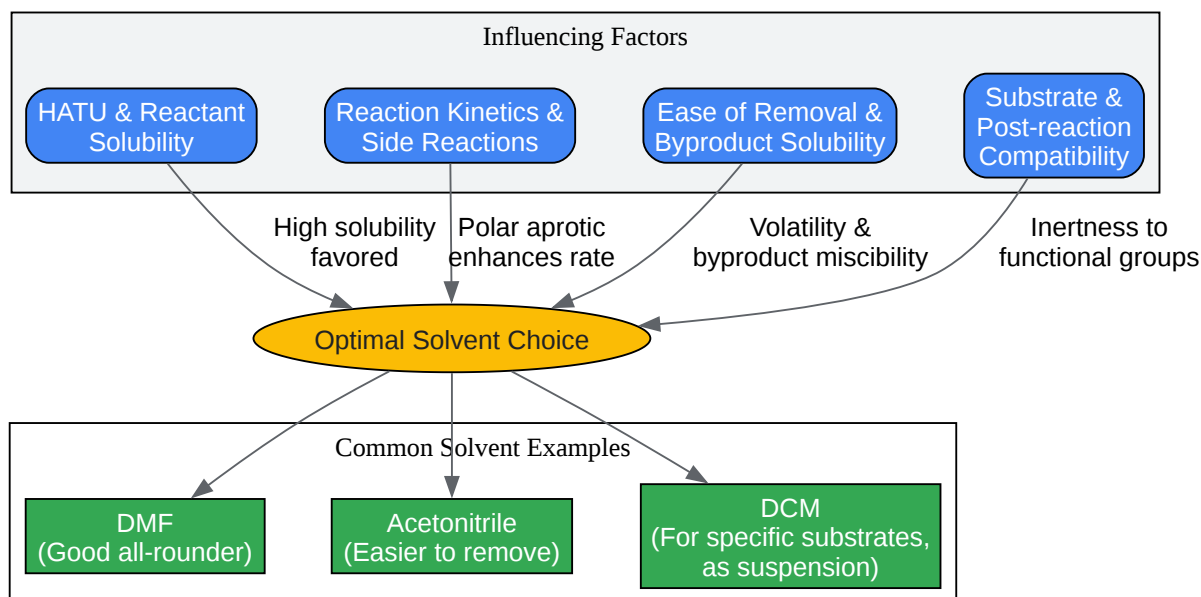 Influencing Factors
HATU & Reactant
Solubility
Reaction Kinetics &
Side Reactions
Ease of Removal &
Byproduct Solubility
Substrate &
Post-reaction
Compatibility
High solubility
favored
Polar aprotic
enhances rate
Volatility &
byproduct miscibility
Inertness to
functional groups
Optimal Solvent Choice
Common Solvent Examples
DMF
(Good all-rounder)
Acetonitrile
(Easier to remove)
DCM
(For specific substrates,
as suspension)